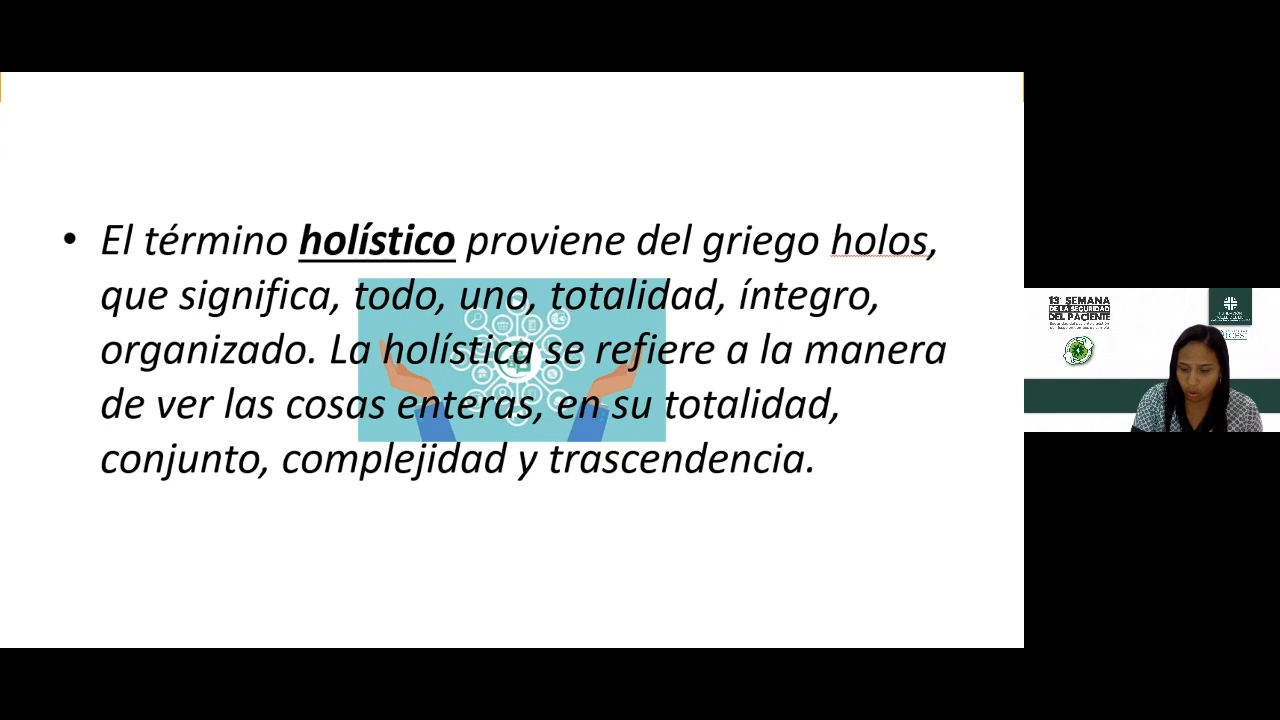 • El término holístico proviene del griego holos,
que significa, todo, uno, totalidad, íntegro,
organizado. La holística se refiere a la manera
de ver las cosas enteras, en su totalidad,
conjunto, complejidad y trascendencia.
SEMANA
DE LA SEGURIDAD
DEL PACIENTE